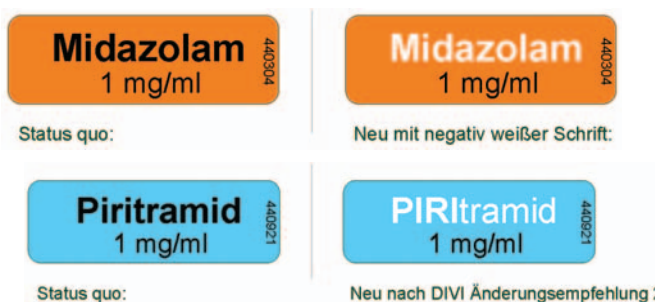 Midazolam
1 mg/ml
440304
Midazolam
1 mg/ml
440304
Status quo:
Neu mit negativ weißer Schrift:
Piritramid
1 mg/ml
440921
PIRItramid
1 mg/ml
440921
Status quo:
Neu nach DIVI Änderungsempfehlung